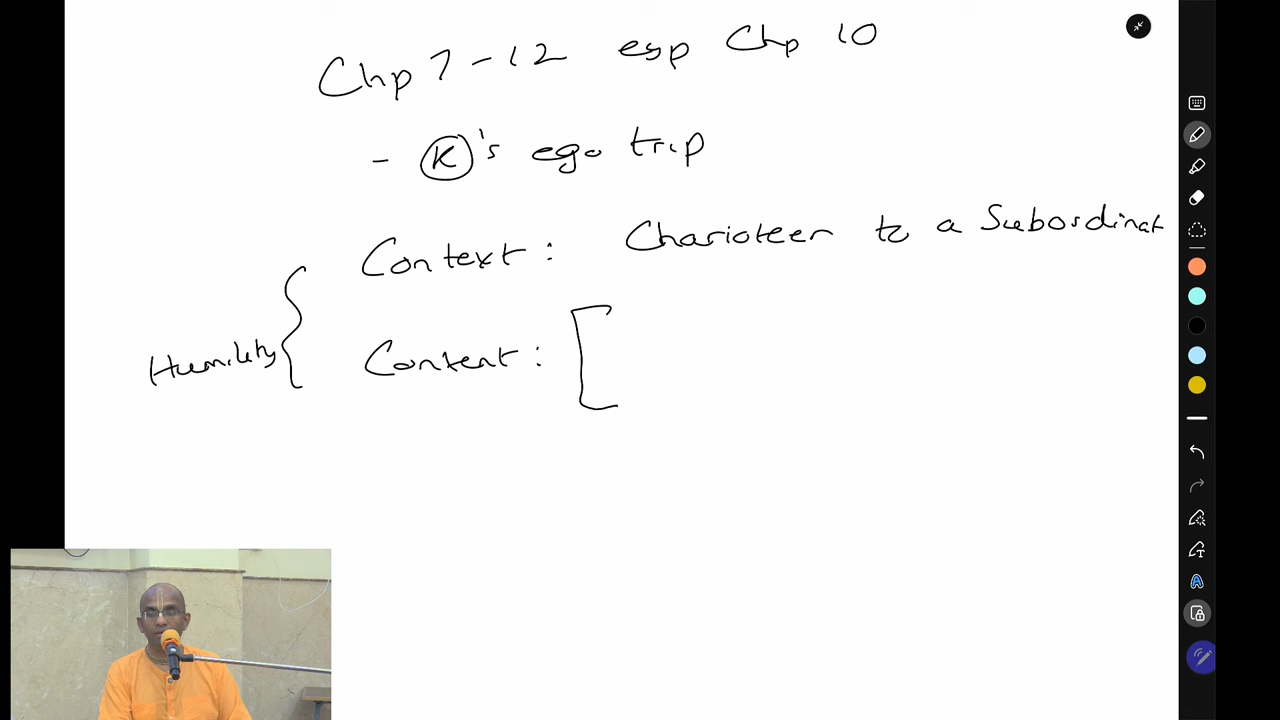 Chp 7-12 esp Chp 10
- K's ego trip
Context: Charioteer to a Subordinat
Humility
Content: